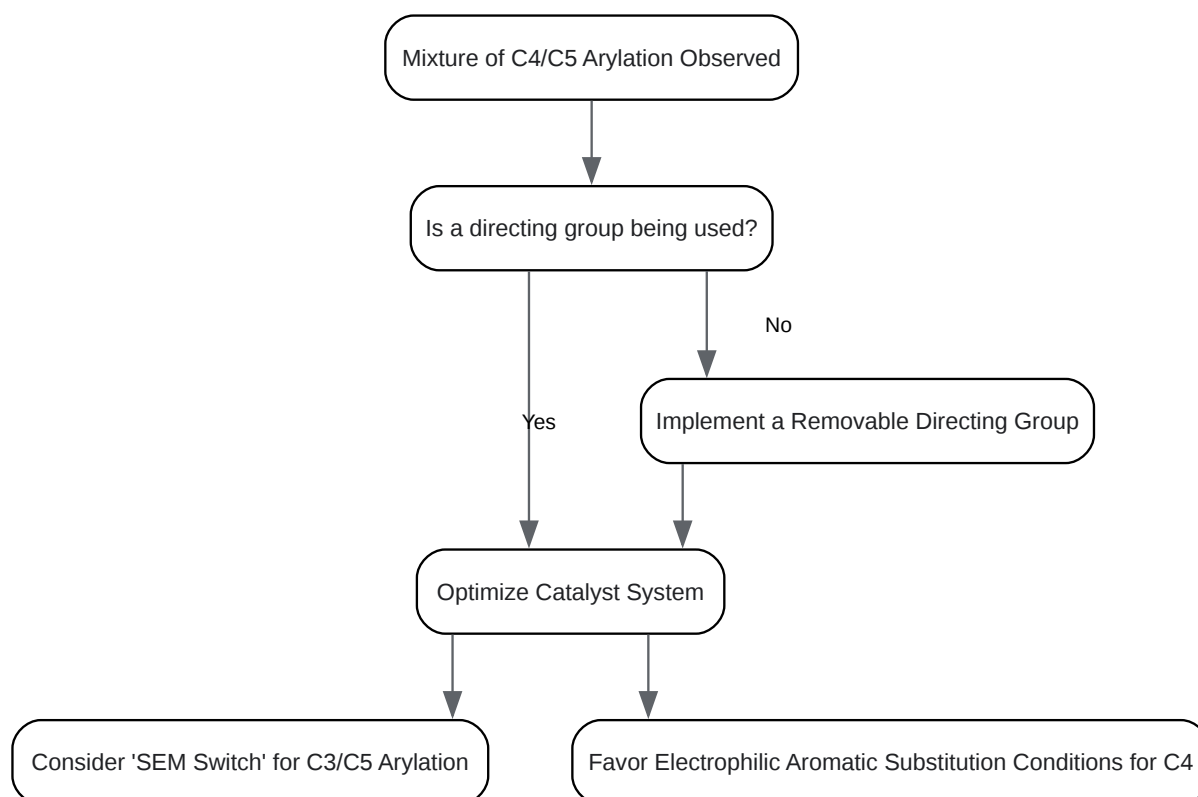 Mixture of C4/C5 Arylation Observed
Is a directing group being used?
No
Yes
Implement a Removable Directing Group
Optimize Catalyst System
Consider 'SEM Switch' for C3/C5 Arylation
Favor Electrophilic Aromatic Substitution Conditions for C4